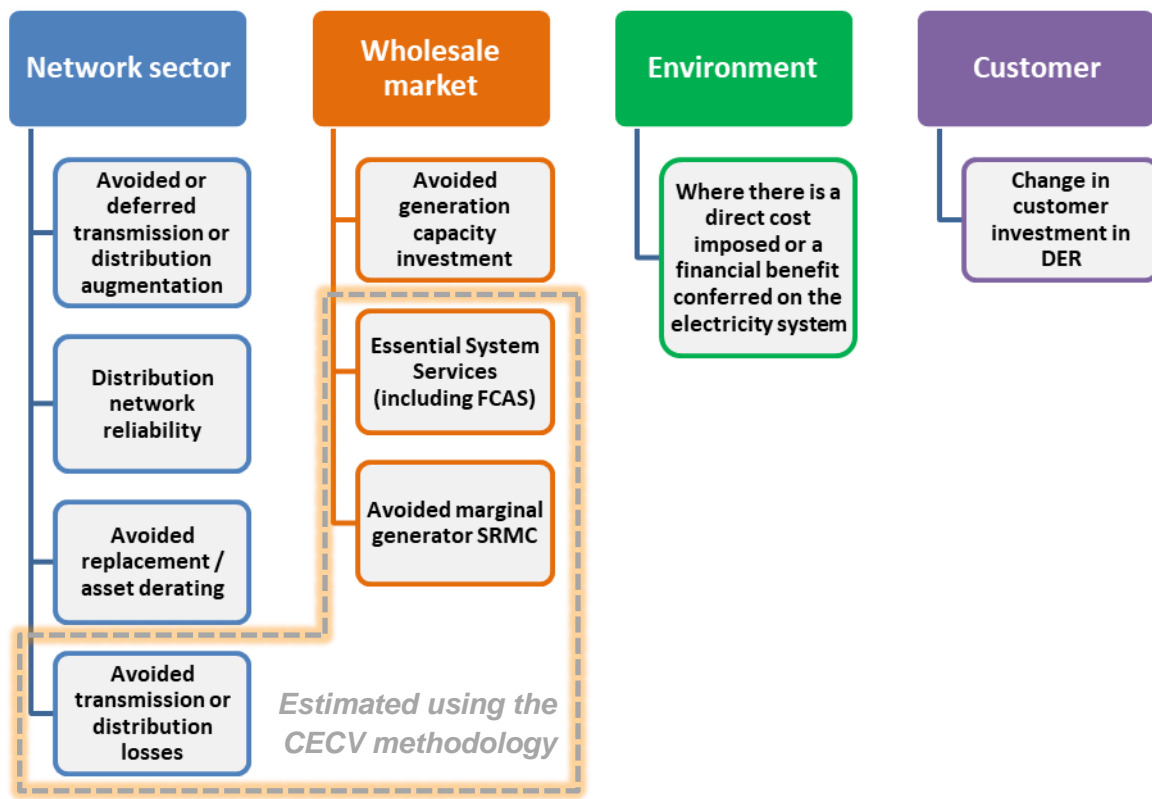 Network sector
Avoided or
deferred
transmission or
distribution
augmentation
Distribution
network
reliability
Avoided
replacement /
asset derating
Avoided
transmission or
distribution
losses
Wholesale
market
Avoided
generation
capacity
investment
Essential System
Services
(including FCAS)
Avoided marginal
generator SRMC
Estimated using the
CECV methodology
Environment
Where there is a
direct cost
imposed or a
financial benefit
conferred on the
electricity system
Customer
Change in
customer
investment in
DER